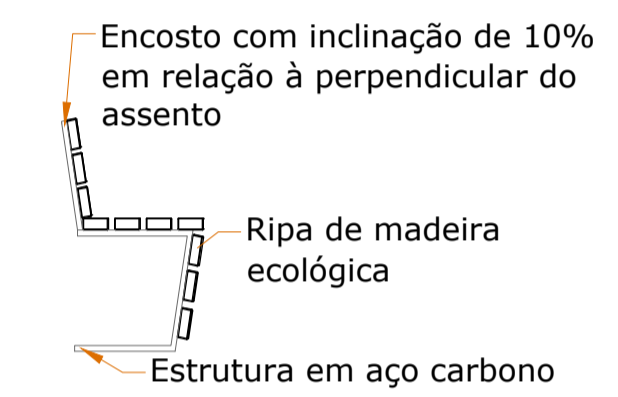 Encosto com inclinação de 10%
em relação à perpendicular do
assento
Ripa de madeira
ecológica
Estrutura em aço carbono